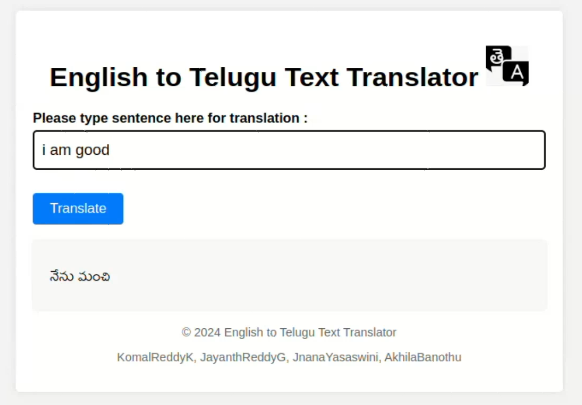 English to Telugu Text Translator తె A
Please type sentence here for translation :
i am good
Translate
నేను మంచి
© 2024 English to Telugu Text Translator
KomalReddyK, JayanthReddyG, JnanaYasaswini, AkhilaBanothu